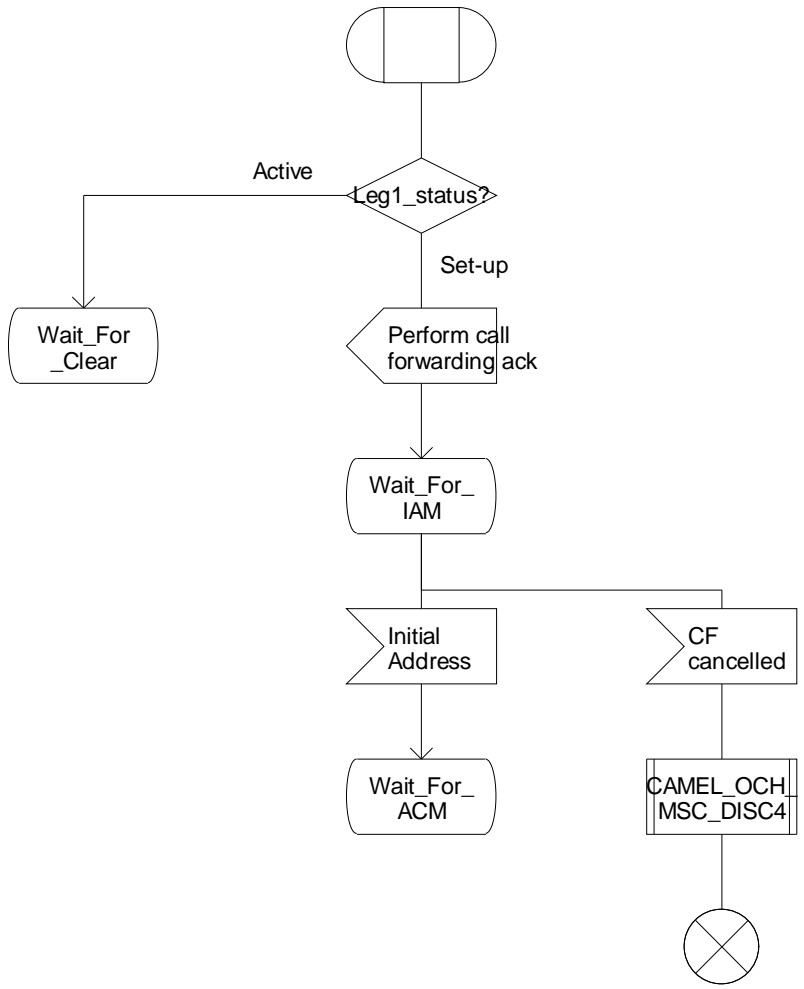 Active
Leg1_status?
Set-up
Wait_For
_Clear
Perform call
forwarding ack
Wait_For_
IAM
Initial
Address
CF
cancelled
Wait_For_
ACM
CAMEL_OCH_
MSC_DISC4